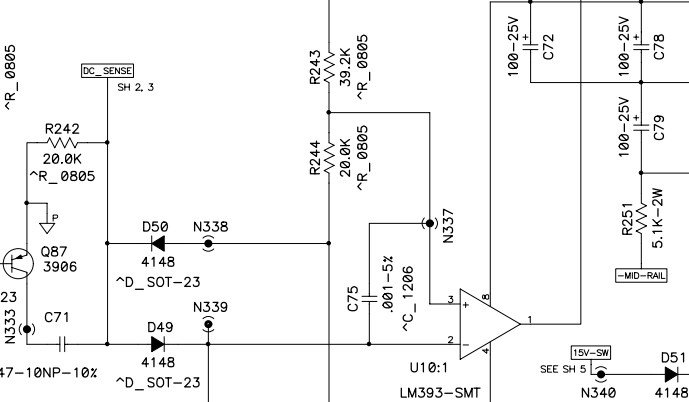 ^R_0805
DC_SENSE
SH 2, 3
R242
20.0K
^R_0805
P
Q87
3906
23
N333
C71
47-10NP-10%
D50
4148
^D_SOT-23
N338
D49
4148
^D_SOT-23
N339
R243
39.2K
^R_0805
R244
20.0K
^R_0805
N337
C75
.001-5%
^C_1206
3
+
2
-
8
4
1
U10:1
LM393-SMT
100-25V
+
C72
100-25V
+
C78
100-25V
+
C79
R251
5.1K-2W
-MID-RAIL
15V-SW
SEE SH 5
N340
D51
4148